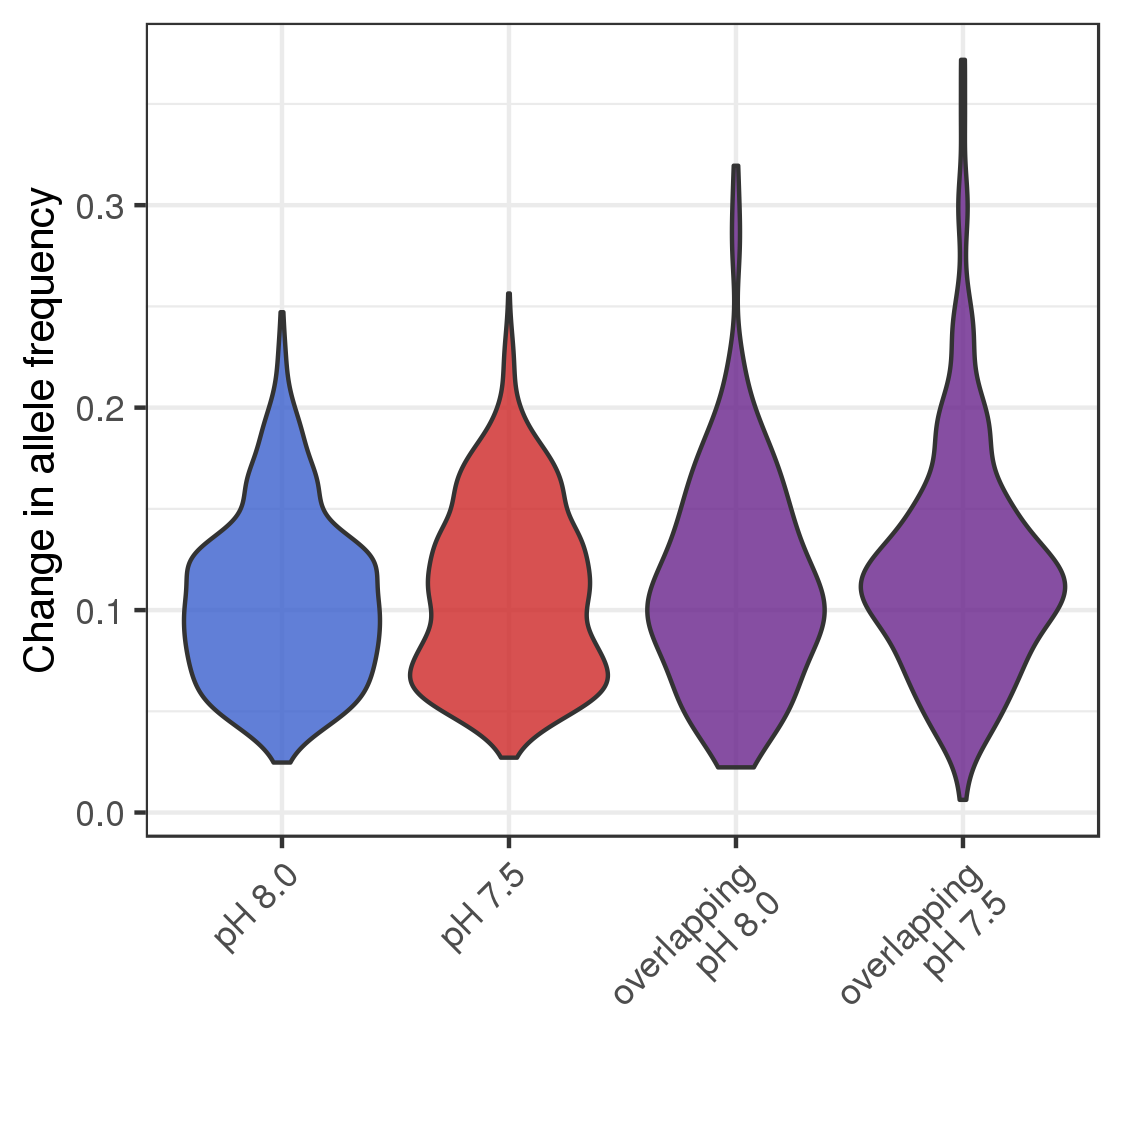 Change in allele frequency
0.3
0.2
0.1
0.0
pH 8.0
pH 7.5
overlapping
pH 8.0
overlapping
pH 7.5